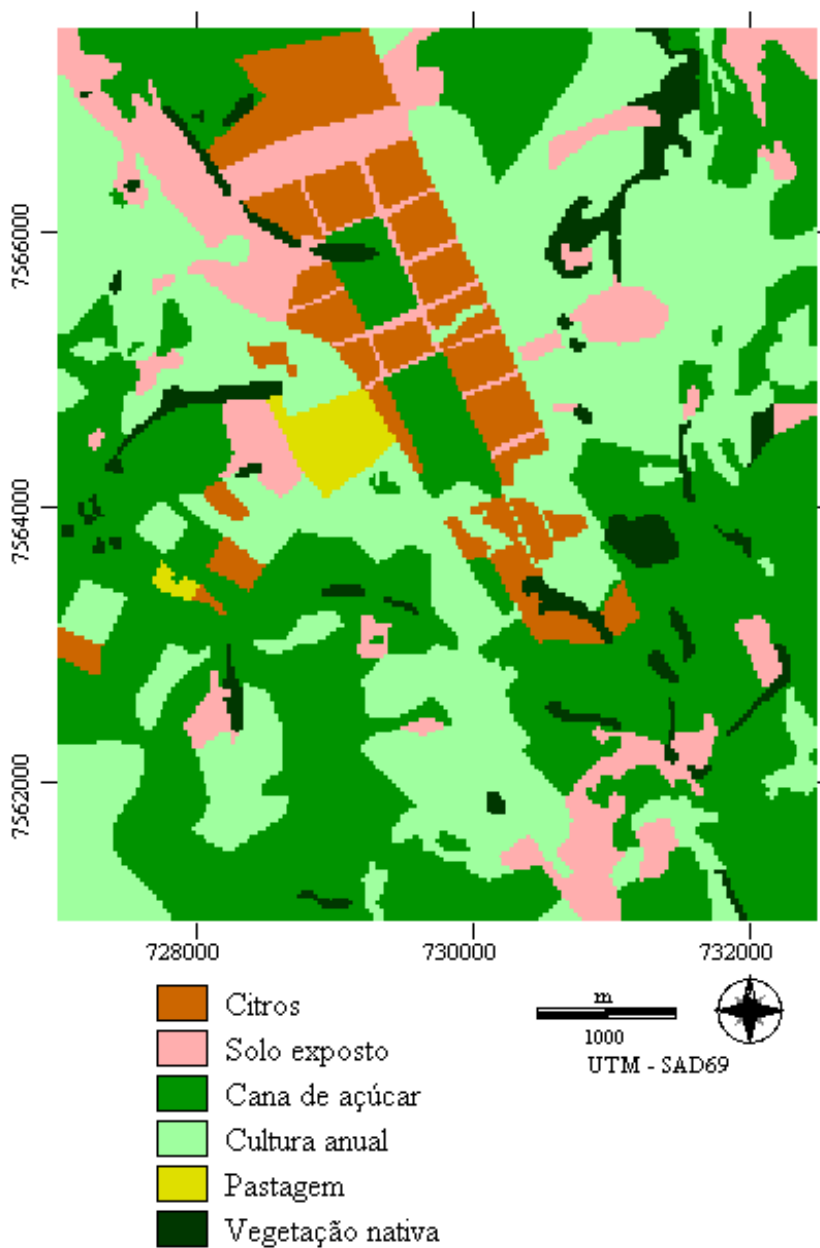 7566000
7564000
7562000
728000 730000 732000
Citros
Solo exposto
Cana de açúcar
Cultura anual
Pastagem
Vegetação nativa
m
1000
UTM - SAD69